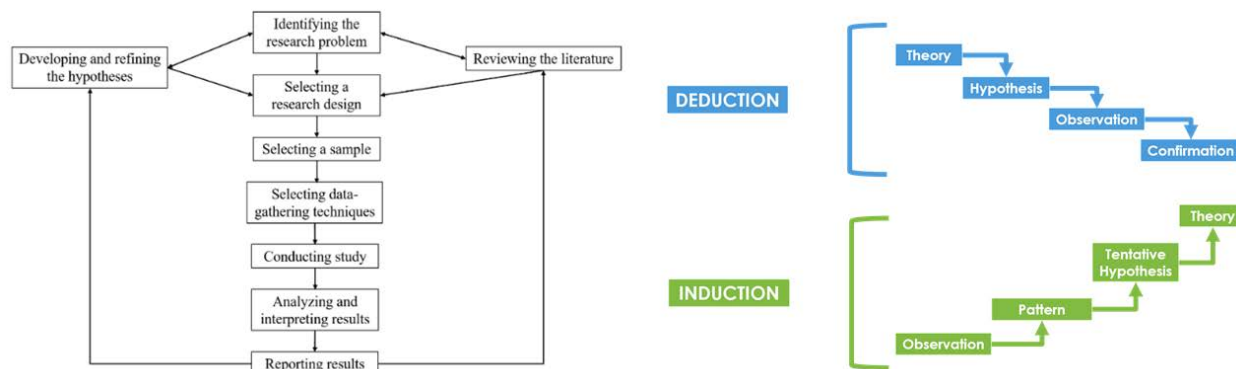 Identifying the
research problem
Developing and refining
the hypotheses
Reviewing the literature
Selecting a
research design
Selecting a sample
Selecting data-
gathering techniques
Conducting study
Analyzing and
interpreting results
Reporting results
DEDUCTION
Theory
Hypothesis
Observation
Confirmation
INDUCTION
Theory
Tentative
Hypothesis
Pattern
Observation